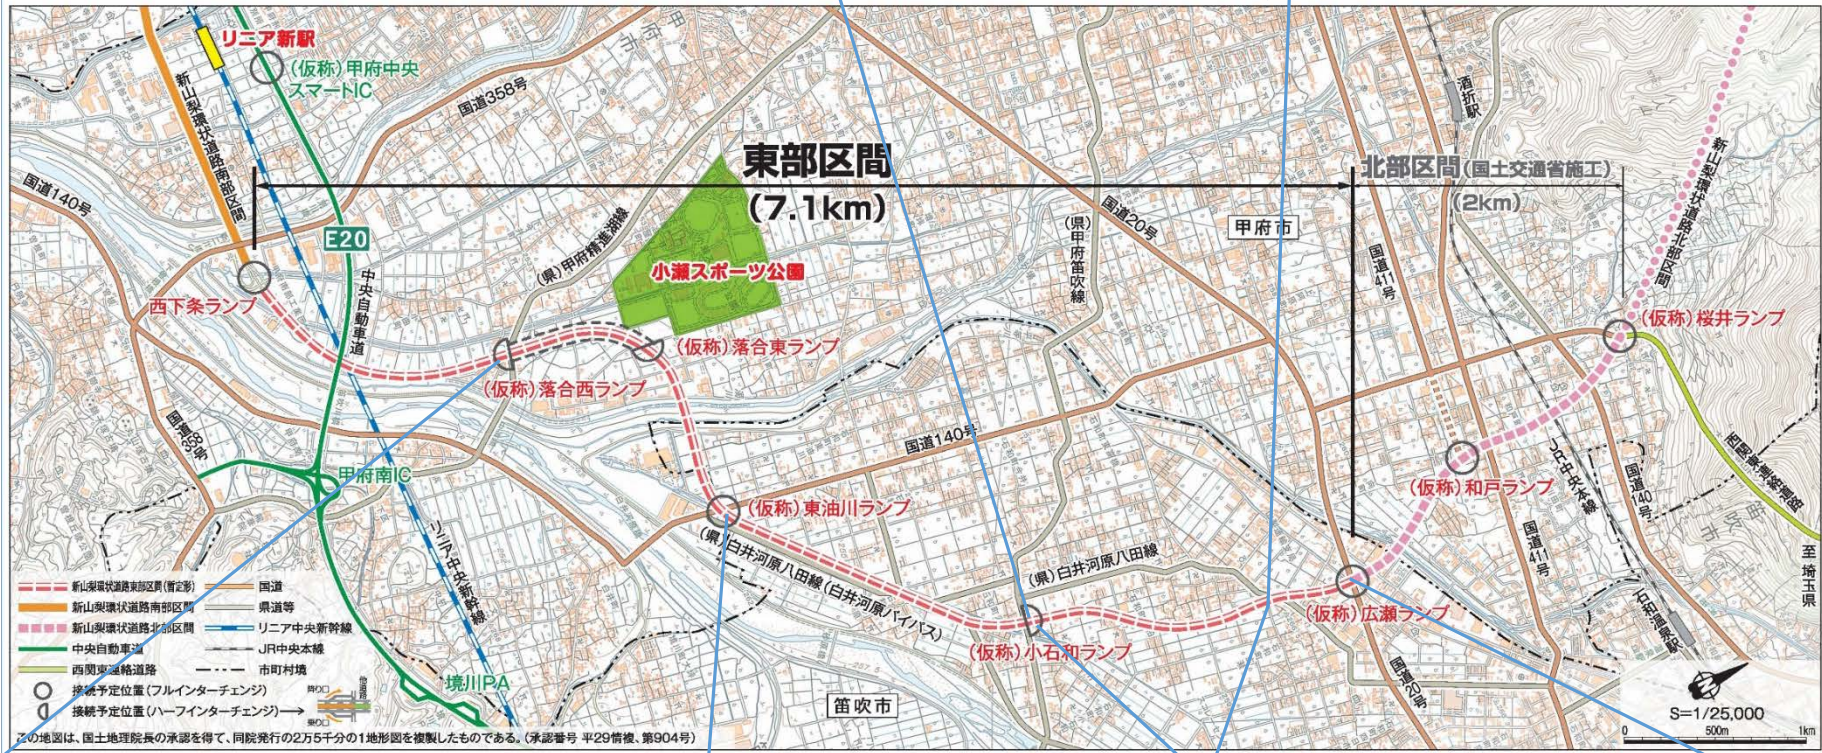 リニア新駅
(仮称)甲府中央
スマートIC
新山梨環状道路南部区間
国道358号
甲府市
酒折駅
国道140号
東部区間
(7.1km)
北部区間(国土交通省施工)
(2km)
新山梨環状道路北部区間
E20
中央自動車道
(県)甲府精進湖線
小瀬スポーツ公園
(県)甲府笛吹線
国道20号
甲府市
国道411号
西下条ランプ
(仮称)落合東ランプ
(仮称)落合西ランプ
(仮称)桜井ランプ
国道358号
国道140号
甲府南IC
(仮称)東油川ランプ
(仮称)和戸ランプ
JR中央本線
国道140号
西関東連絡道路
リニア中央新幹線
(県)白井河原八田線(白井河原バイパス)
(県)白井河原八田線
国道411号
至埼玉県
(仮称)広瀬ランプ
(仮称)小石和ランプ
石和温泉駅
国道20号
境川PA
笛吹市
新山梨環状道路東部区間(暫定形)
国道
新山梨環状道路南部区間
県道等
新山梨環状道路北部区間
リニア中央新幹線
中央自動車道
JR中央本線
西関東連絡道路
市町村境
接続予定位置(フルインターチェンジ)
接続予定位置(ハーフインターチェンジ)
降り口
乗り口
他道路
S=1/25,000
0 500m 1km
この地図は、国土地理院長の承認を得て、同院発行の2万5千分の1地形図を複製したものである。(承認番号 平29情複、第904号)